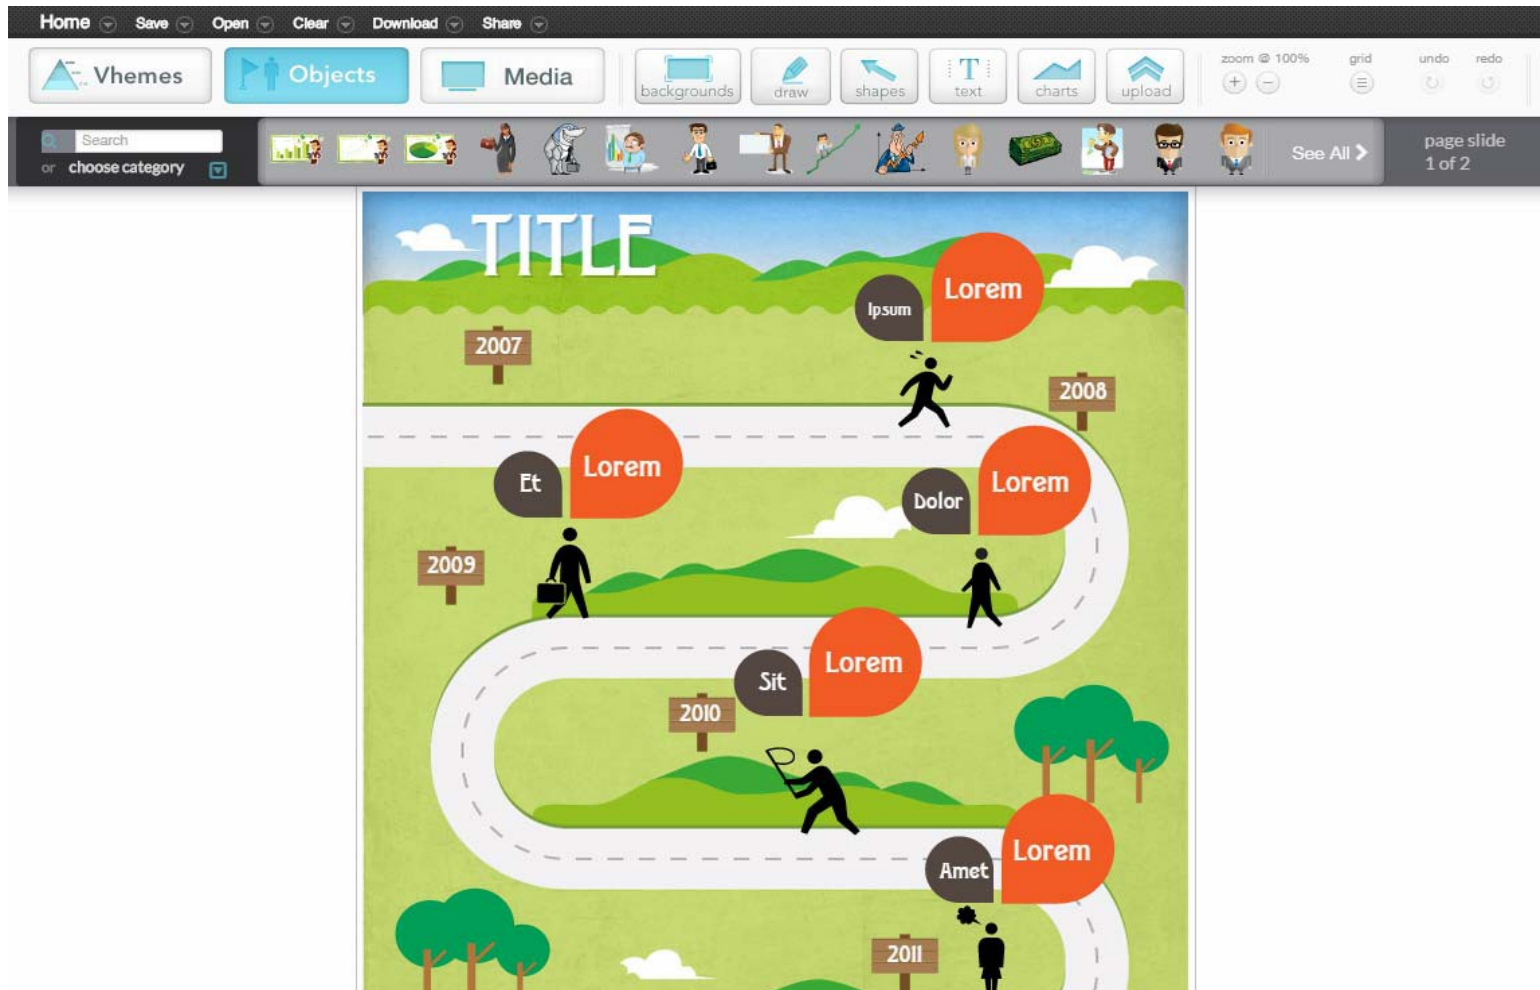 Home Save Open Clear Download Share
Vhemes Objects Media
backgrounds draw shapes text charts upload
zoom @ 100% grid undo redo
Search
or choose category
See All
page slide
1 of 2
TITLE
Lorem
Ipsum
2007
2008
Lorem
Et
Lorem
Dolor
2009
Lorem
Sit
2010
Lorem
Amet
2011